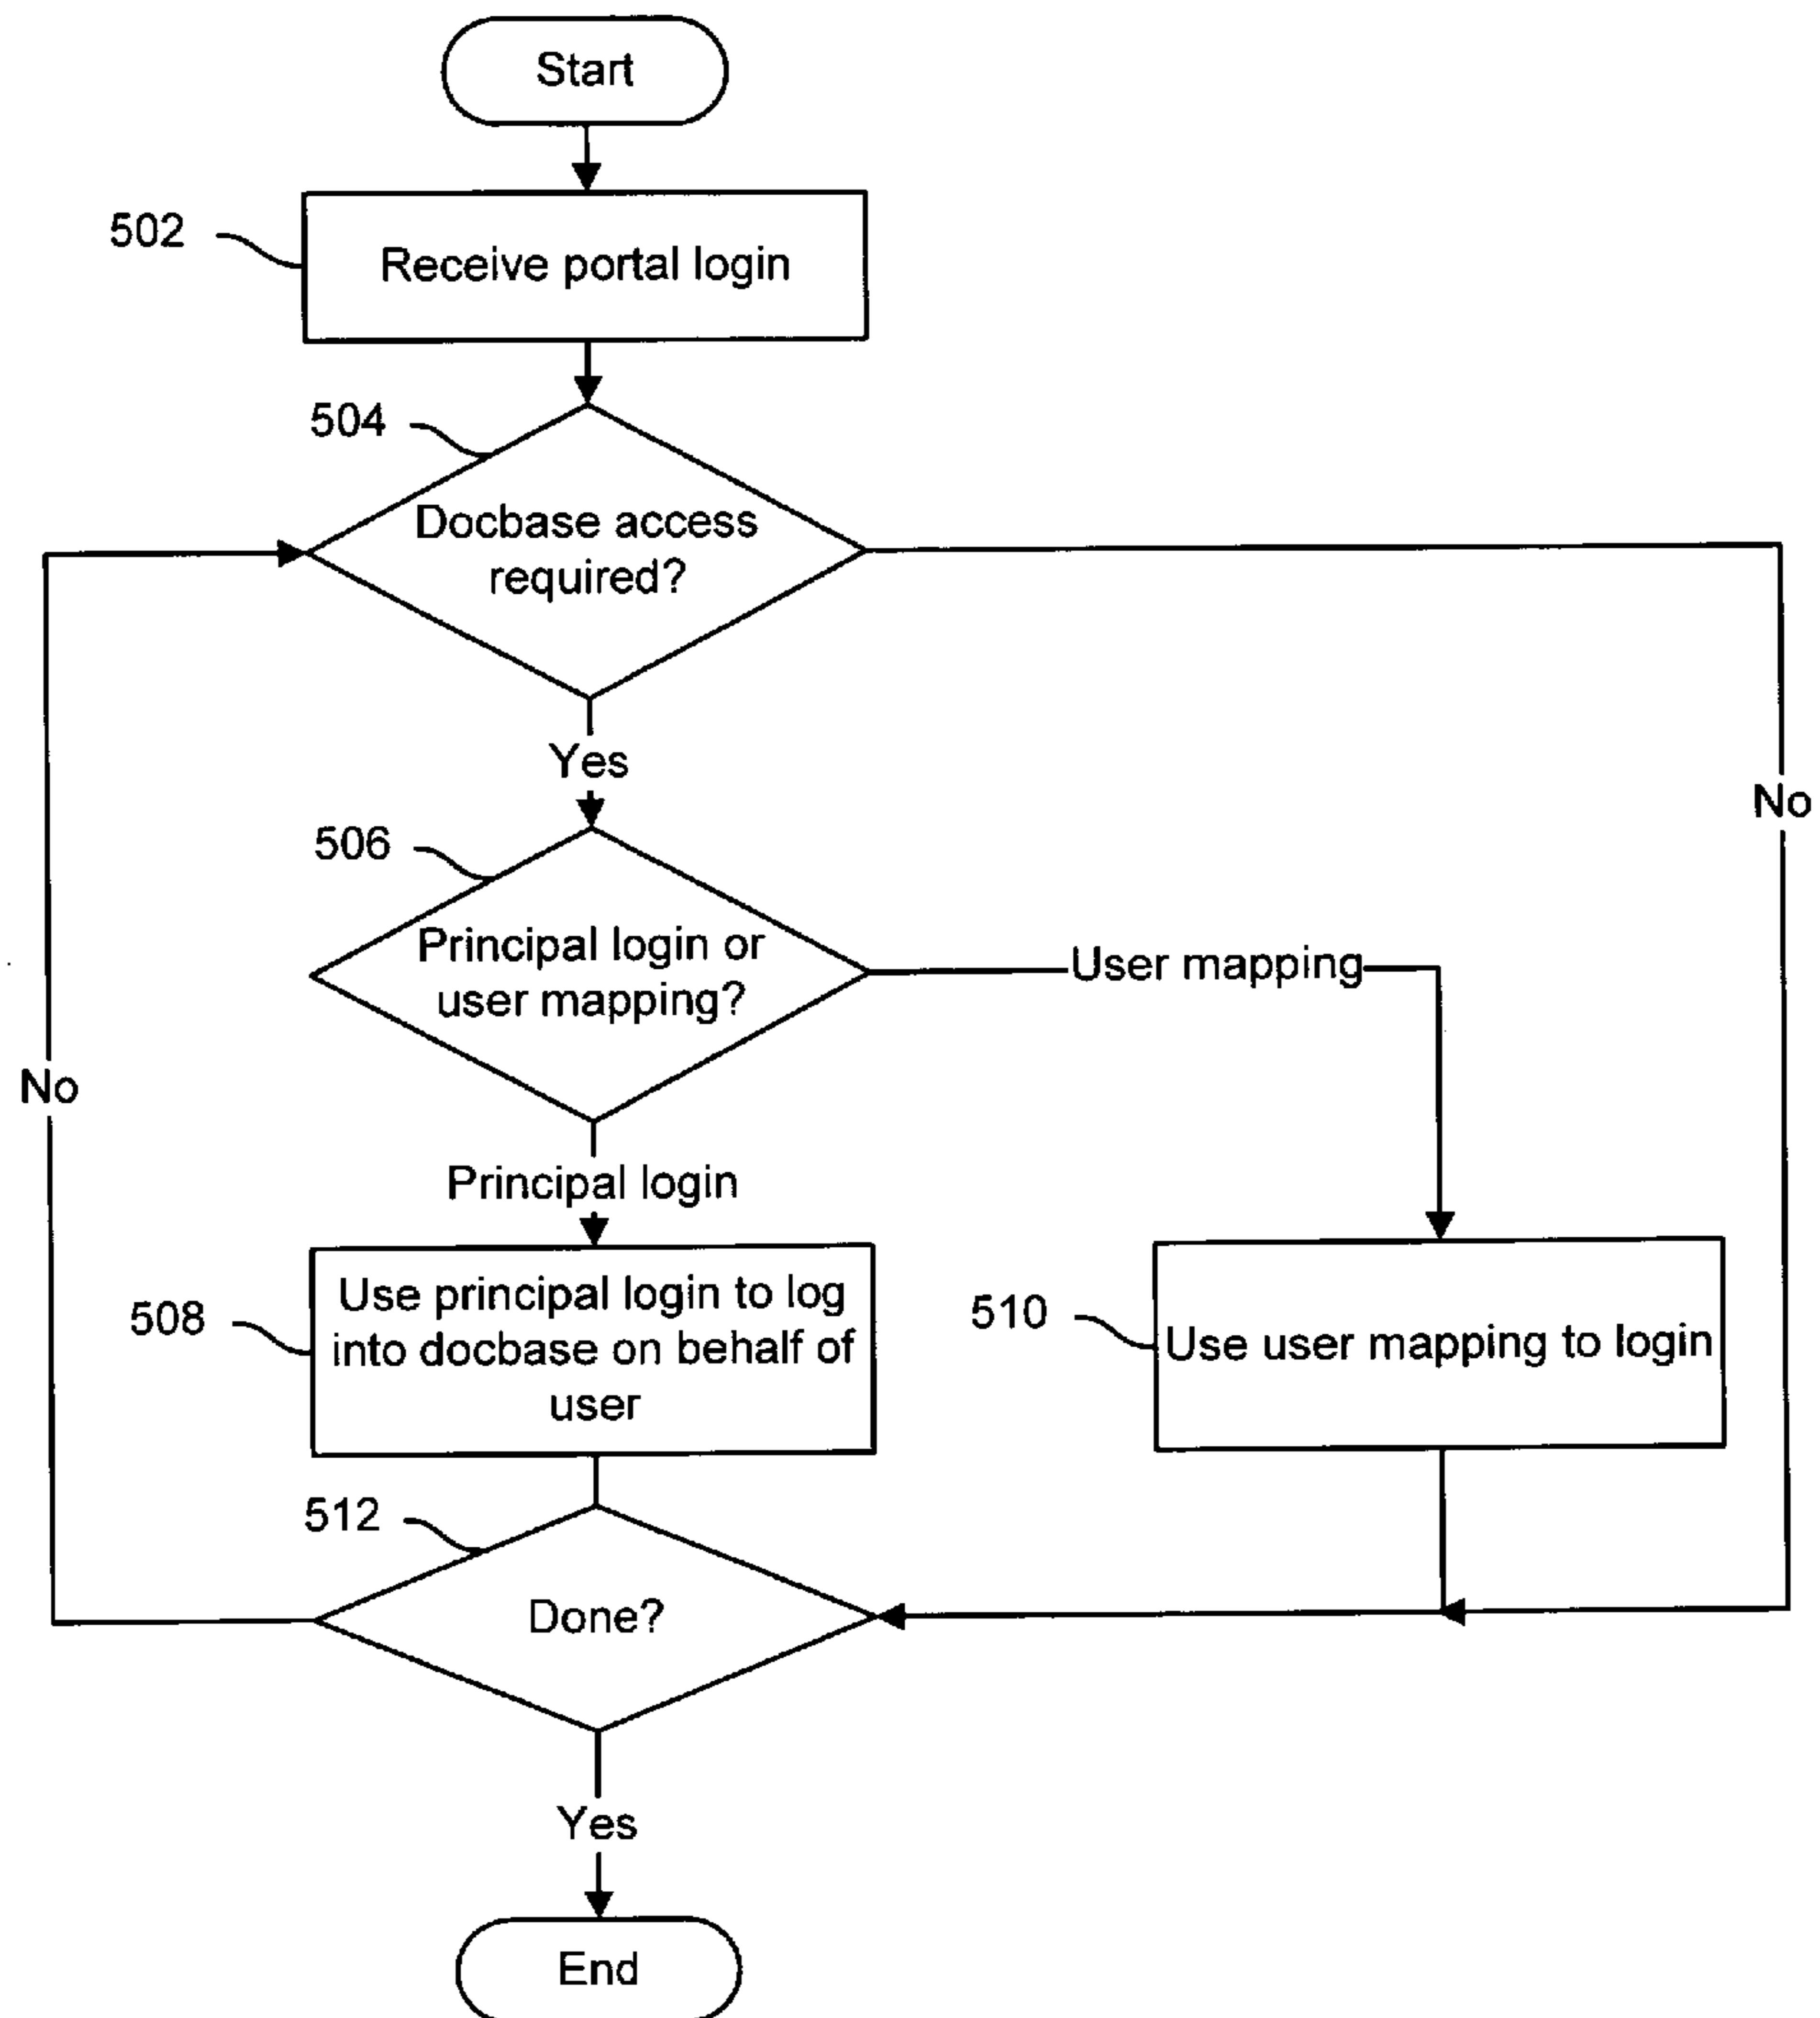 Start
502
Receive portal login
504
Docbase access
required?
Yes
No
506
Principal login or
user mapping?
User mapping
No
Principal login
508
Use principal login to log
into docbase on behalf of
user
510
Use user mapping to login
512
Done?
Yes
End